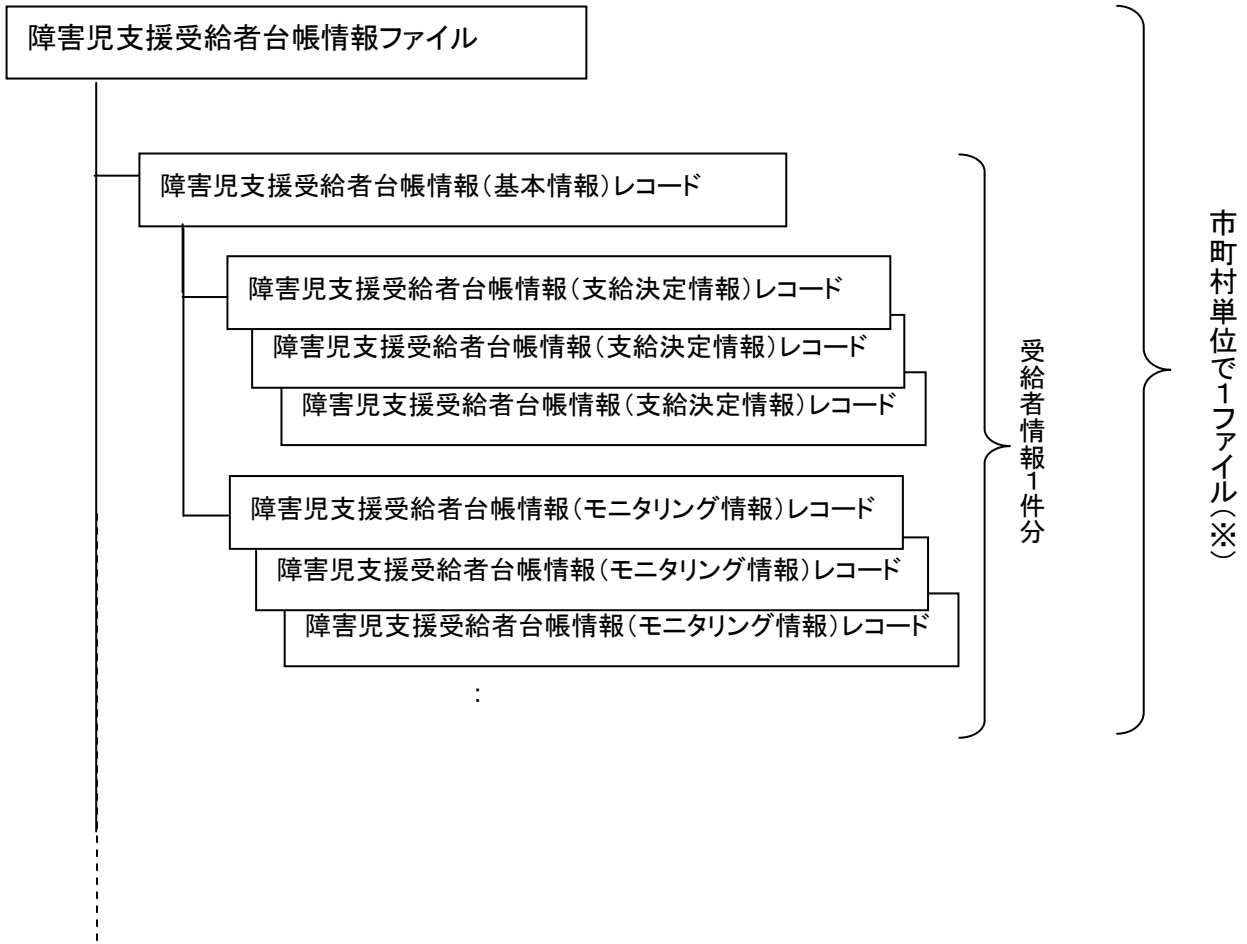 障害児支援受給者台帳情報ファイル
障害児支援受給者台帳情報(基本情報)レコード
障害児支援受給者台帳情報(支給決定情報)レコード
障害児支援受給者台帳情報(支給決定情報)レコード
障害児支援受給者台帳情報(支給決定情報)レコード
障害児支援受給者台帳情報(モニタリング情報)レコード
障害児支援受給者台帳情報(モニタリング情報)レコード
障害児支援受給者台帳情報(モニタリング情報)レコード
:
受給者情報1件分
市町村単位で1ファイル(※)